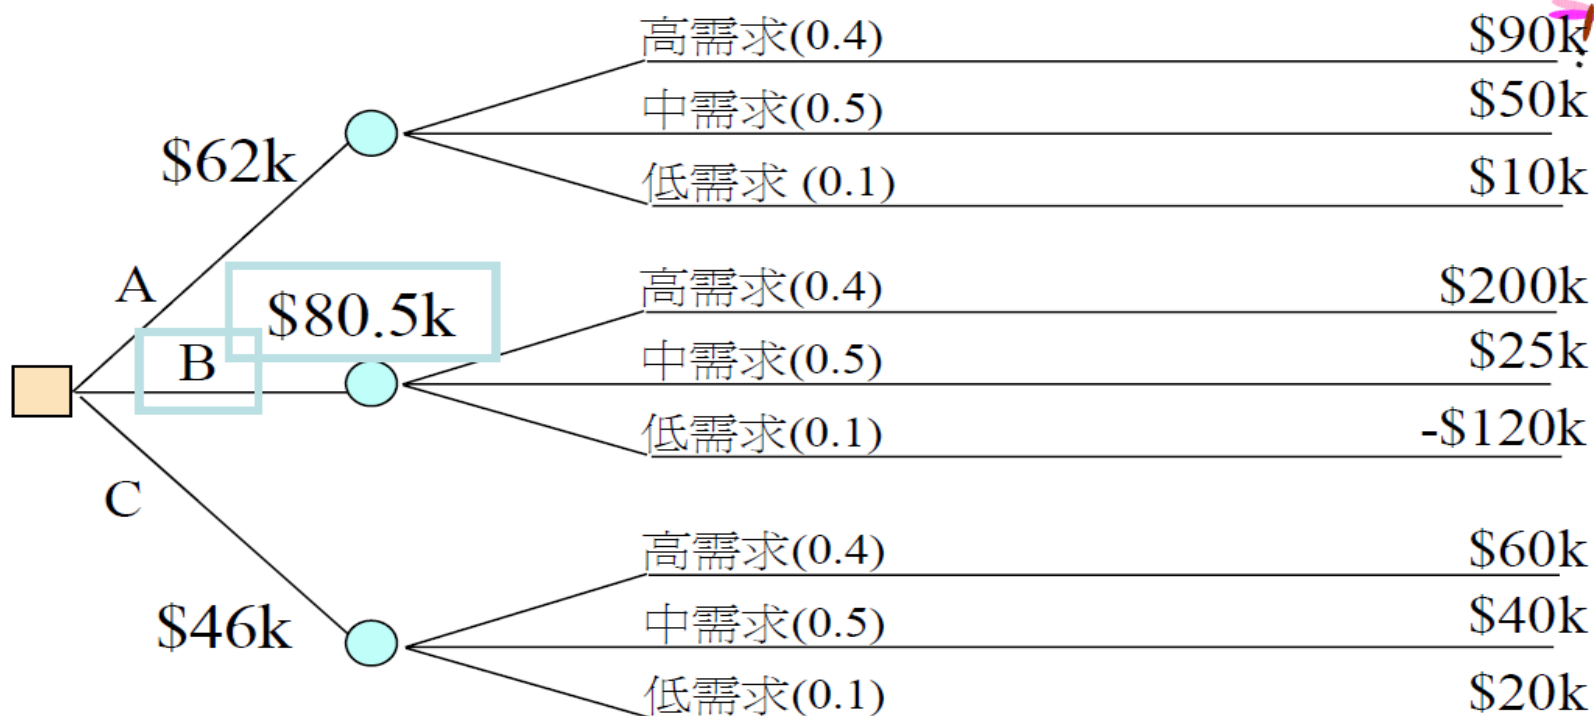 高需求(0.4) $90k
中需求(0.5) $50k
$62k
低需求 (0.1) $10k
A
高需求(0.4) $200k
$80.5k
B
中需求(0.5) $25k
低需求(0.1) -$120k
C
高需求(0.4) $60k
$46k
中需求(0.5) $40k
低需求(0.1) $20k